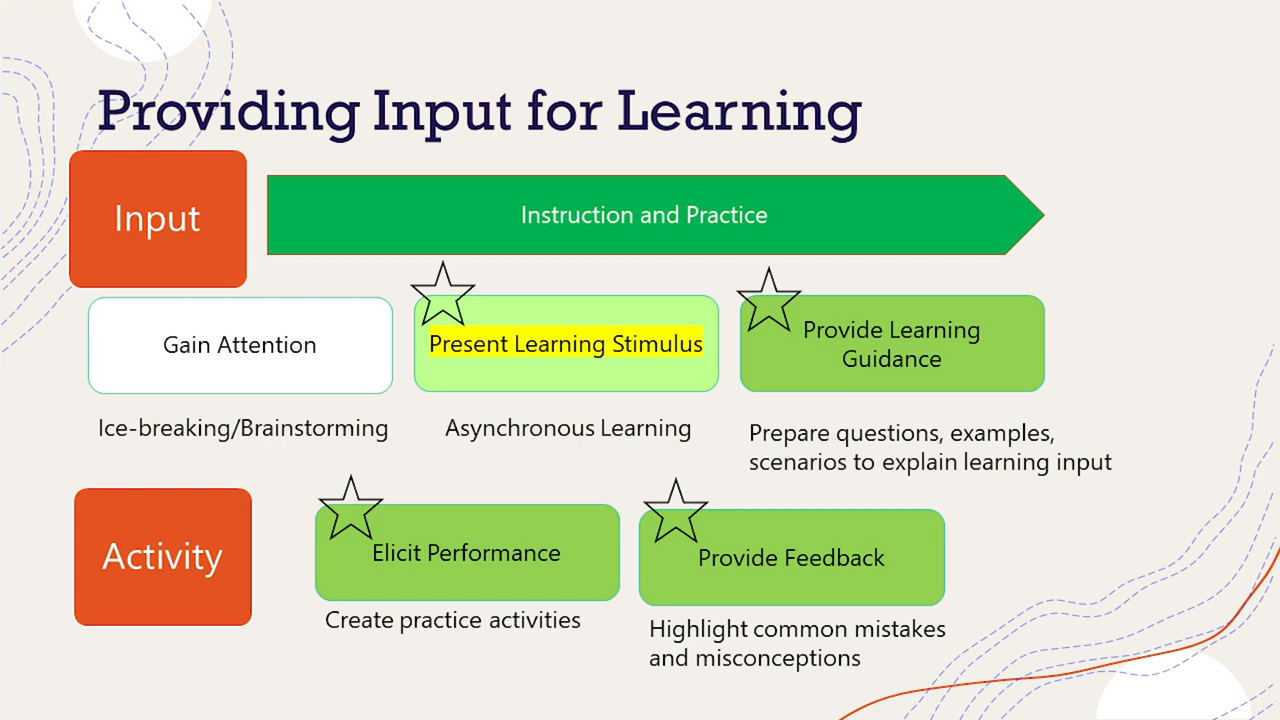 Providing Input for Learning
Input
Instruction and Practice
Gain Attention
Present Learning Stimulus
Provide Learning
Guidance
Ice-breaking/Brainstorming
Asynchronous Learning
Prepare questions, examples,
scenarios to explain learning input
Activity
Elicit Performance
Provide Feedback
Create practice activities
Highlight common mistakes
and misconceptions